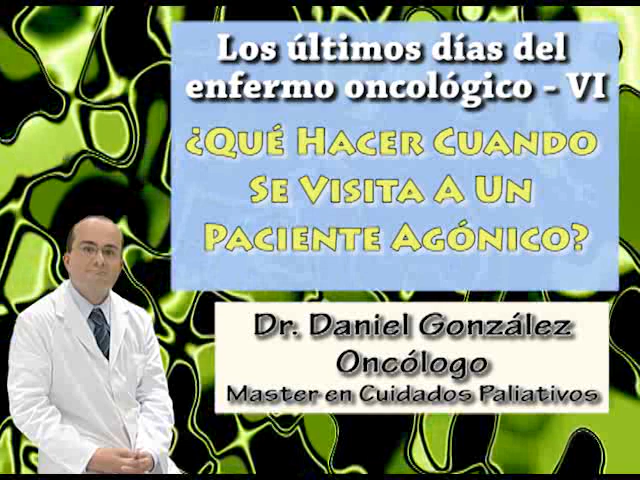 Los últimos días del
enfermo oncológico - VI
¿Qué Hacer Cuando
Se Visita A Un
Paciente Agónico?
Dr. Daniel González
Oncólogo
Master en Cuidados Paliativos